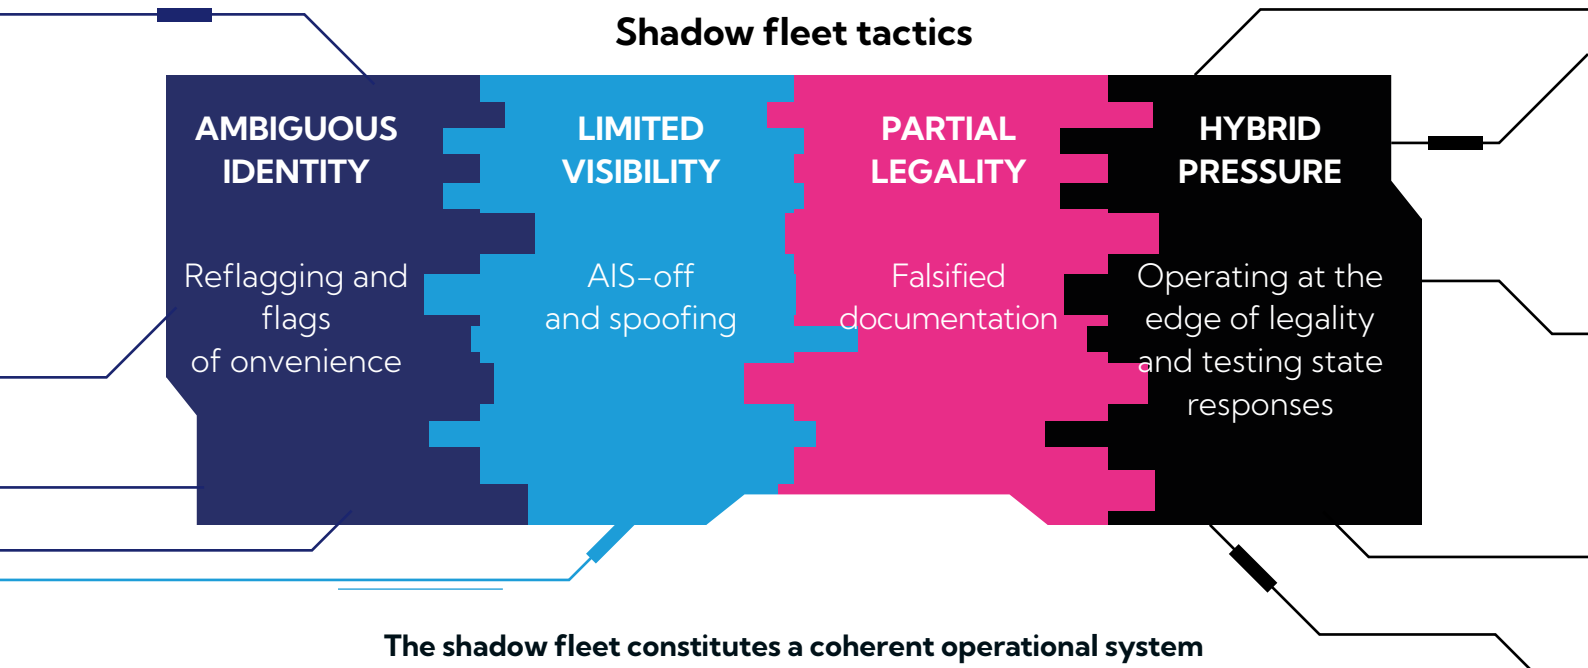 Shadow fleet tactics
AMBIGUOUS
IDENTITY
Reflagging and
flags
of onvenience
LIMITED
VISIBILITY
AIS-off
and spoofing
PARTIAL
LEGALITY
Falsified
documentation
HYBRID
PRESSURE
Operating at the
edge of legality
and testing state
responses
The shadow fleet constitutes a coherent operational system